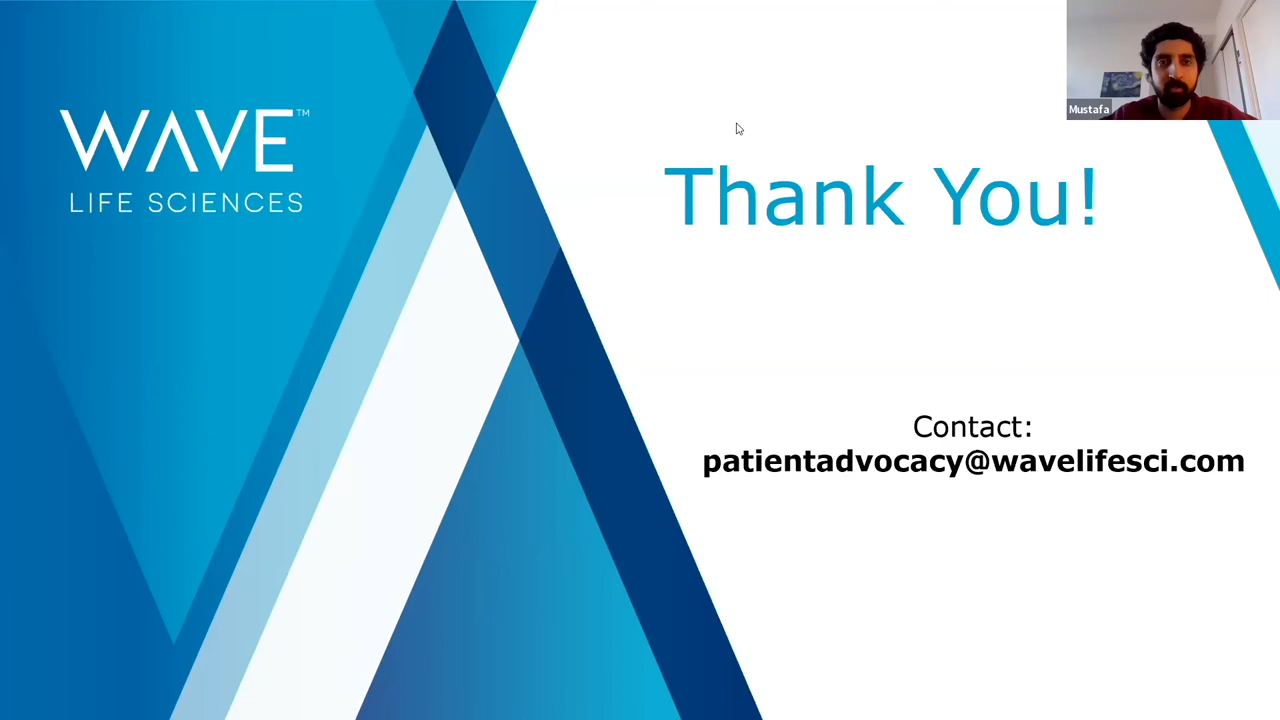 WAVE™
LIFE SCIENCES
Mustafa
Thank You!
Contact:
patientadvocacy@wavelifesci.com